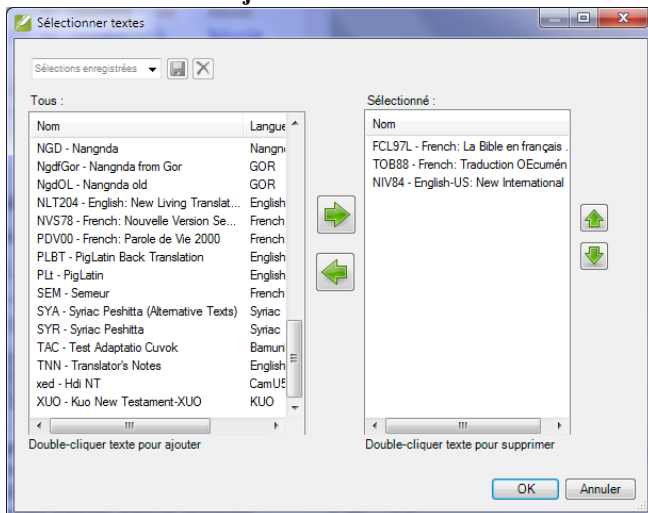 Sélectionner textes
Sélections enregistrées
Tous :
Nom Langue
NGD - Nangnda Nangn
NgdfGor - Nangnda from Gor GOR
NgdOL - Nangnda old GOR
NLT204 - English: New Living Translat... English
NVS78 - French: Nouvelle Version Se... French
PDV00 - French: Parole de Vie 2000 French
PLBT - PigLatin Back Translation English
PLt - PigLatin English
SEM - Semeur French
SYA - Syriac Peshitta (Alternative Texts) Syriac
SYR - Syriac Peshitta Syriac
TAC - Test Adaptatio Cuvok Bamun
TNN - Translator's Notes English
xed - Hdi NT CamUS
XUO - Kuo New Testament-XUO KUO
Double-cliquer texte pour ajouter
Sélectionné :
Nom
FCL97L - French: La Bible en français .
TOB88 - French: Traduction OEcumén
NIV84 - English-US: New International
Double-cliquer texte pour supprimer
OK Annuler